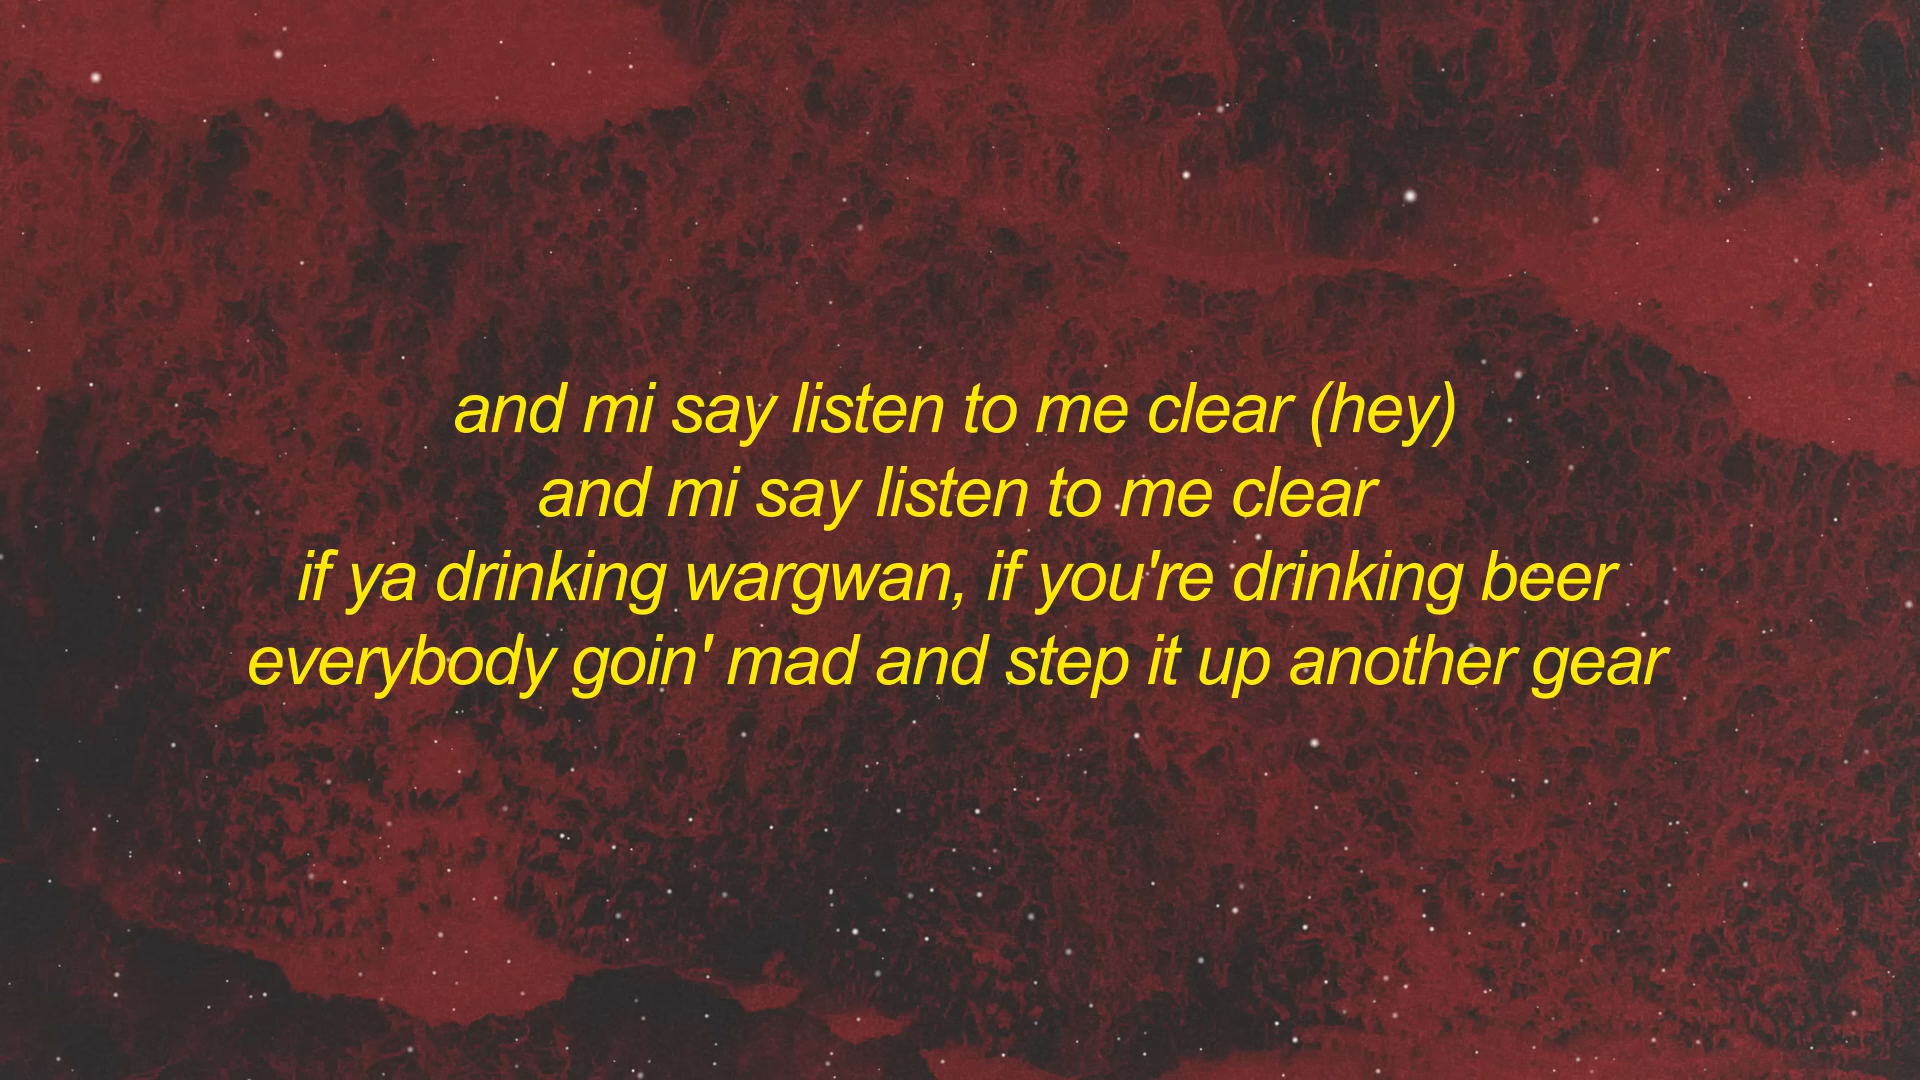 and mi say listen to me clear (hey)
and mi say listen to me clear
if ya drinking wargwan, if you're drinking beer
everybody goin' mad and step it up another gear